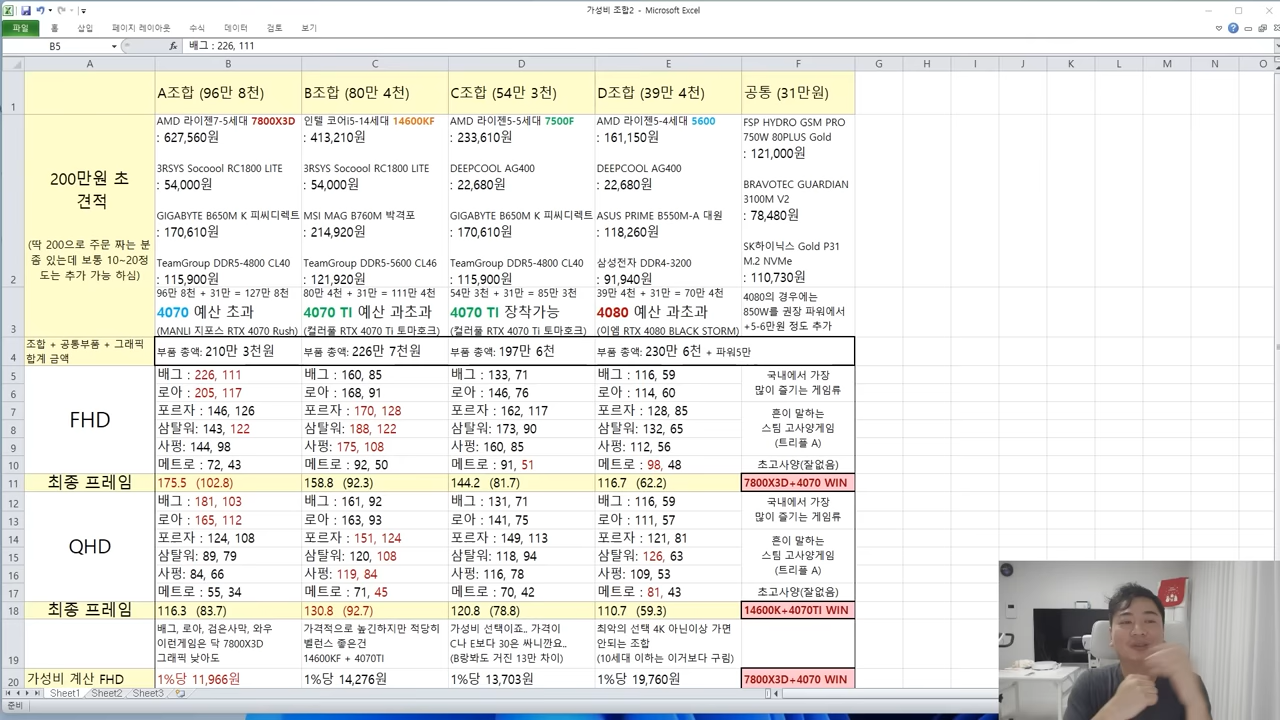 가성비 조합2 - Microsoft Excel
파일 홈 삽입 페이지 레이아웃 수식 데이터 검토 보기
B5 fx 배그 : 226, 111
A B C D E F G H I J K L M N O
1 A조합 (96만 8천) B조합 (80만 4천) C조합 (54만 3천) D조합 (39만 4천) 공통 (31만원)
2
200만원 초
견적
(딱 200으로 주문 짜는 분
좀 있는데 보통 10~20정
도는 추가 가능 하심)
AMD 라이젠7-5세대 7800X3D
: 627,560원
3RSYS Socoool RC1800 LITE
: 54,000원
GIGABYTE B650M K 피씨디렉트
: 170,610원
TeamGroup DDR5-4800 CL40
: 115,900원
인텔 코어i5-14세대 14600KF
: 413,210원
3RSYS Socoool RC1800 LITE
: 54,000원
MSI MAG B760M 박격포
: 214,920원
TeamGroup DDR5-5600 CL46
: 121,920원
AMD 라이젠5-5세대 7500F
: 233,610원
DEEPCOOL AG400
: 22,680원
GIGABYTE B650M K 피씨디렉트
: 170,610원
TeamGroup DDR5-4800 CL40
: 115,900원
AMD 라이젠5-4세대 5600
: 161,150원
DEEPCOOL AG400
: 22,680원
ASUS PRIME B550M-A 대원
: 118,260원
삼성전자 DDR4-3200
: 91,940원
FSP HYDRO GSM PRO
750W 80PLUS Gold
: 121,000원
BRAVOTEC GUARDIAN
3100M V2
: 78,480원
SK하이닉스 Gold P31
M.2 NVMe
: 110,730원
3
96만 8천 + 31만 = 127만 8천
4070 예산 초과
(MANLI 지포스 RTX 4070 Rush)
80만 4천 + 31만 = 111만 4천
4070 TI 예산 과초과
(컬러풀 RTX 4070 Ti 토마호크)
54만 3천 + 31만 = 85만 3천
4070 TI 장착가능
(컬러풀 RTX 4070 Ti 토마호크)
39만 4천 + 31만 = 70만 4천
4080 예산 과초과
(이엠 RTX 4080 BLACK STORM)
4080의 경우에는
850W를 권장 파워에서
+5-6만원 정도 추가
4
조합 + 공통부품 + 그래픽
합계 금액
부품 총액: 210만 3천원 부품 총액: 226만 7천원 부품 총액: 197만 6천 부품 총액: 230만 6천 + 파워5만
FHD
5 배그 : 226, 111 배그 : 160, 85 배그 : 133, 71 배그 : 116, 59
6 로아 : 205, 117 로아 : 168, 91 로아 : 146, 76 로아 : 114, 60
7 포르자 : 146, 126 포르자 : 170, 128 포르자 : 162, 117 포르자 : 128, 85
8 삼탈워: 143, 122 삼탈워: 188, 122 삼탈워: 173, 90 삼탈워: 132, 65
9 사펑: 144, 98 사펑: 175, 108 사펑: 160, 85 사펑: 112, 56
10 메트로 : 72, 43 메트로 : 92, 50 메트로 : 91, 51 메트로 : 98, 48
국내에서 가장
많이 즐기는 게임류
흔이 말하는
스팀 고사양게임
(트리플 A)
초고사양(잘없음)
11 최종 프레임 175.5 (102.8) 158.8 (92.3) 144.2 (81.7) 116.7 (62.2) 7800X3D+4070 WIN
QHD
12 배그 : 181, 103 배그 : 161, 92 배그 : 131, 71 배그 : 116, 59
13 로아 : 165, 112 로아 : 163, 93 로아 : 141, 75 로아 : 111, 57
14 포르자 : 124, 108 포르자 : 151, 124 포르자 : 149, 113 포르자 : 121, 81
15 삼탈워: 89, 79 삼탈워: 120, 108 삼탈워: 118, 94 삼탈워: 126, 63
16 사펑: 84, 66 사펑: 119, 84 사펑: 116, 78 사펑: 109, 53
17 메트로 : 55, 34 메트로 : 71, 45 메트로 : 70, 42 메트로 : 81, 43
국내에서 가장
많이 즐기는 게임류
흔이 말하는
스팀 고사양게임
(트리플 A)
초고사양(잘없음)
18 최종 프레임 116.3 (83.7) 130.8 (92.7) 120.8 (78.8) 110.7 (59.3) 14600K+4070TI WIN
19
배그, 로아, 검은사막, 와우
이런게임은 닥 7800X3D
그래픽 낮아도
가격적으로 높긴하지만 적당히
밸런스 좋은건
14600KF + 4070TI
가성비 선택이죠.. 가격이
C나 E보다 30은 싸니깐요..
(B랑봐도 거진 13만 차이)
최악의 선택 4K 아닌이상 가면
안되는 조합
(10세대 이하는 이거보다 구림)
20 가성비 계산 FHD 1%당 11,966원 1%당 14,276원 1%당 13,703원 1%당 19,760원 7800X3D+4070 WIN
Sheet1 Sheet2 Sheet3
준비